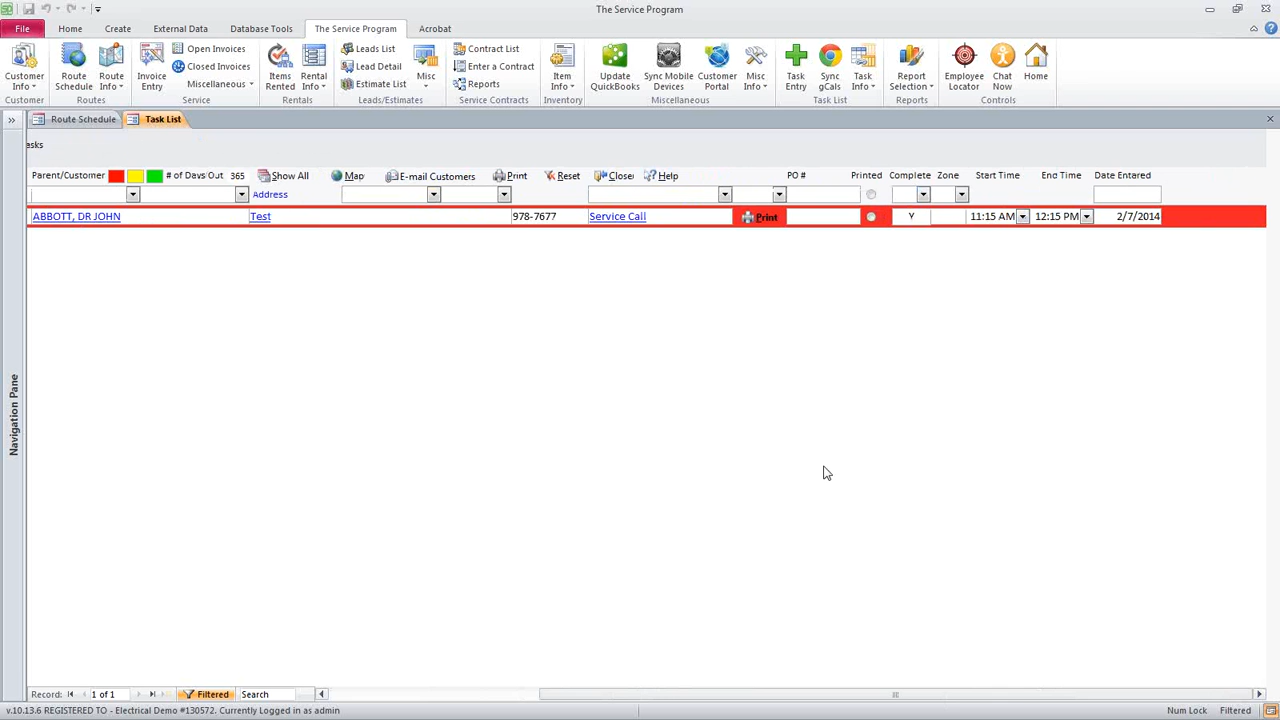 The Service Program
File Home Create External Data Database Tools The Service Program Acrobat
Customer Info Route Schedule Route Info Invoice Entry Open Invoices Closed Invoices Miscellaneous Items Rented Rental Info Leads List Lead Detail Estimate List Misc Contract List Enter a Contract Reports Item Info Update QuickBooks Sync Mobile Devices Customer Portal Misc Info Task Entry Sync gCals Task Info Report Selection Employee Locator Chat Now Home
Customer Routes Service Rentals Leads/Estimates Service Contracts Inventory Miscellaneous Task List Reports Controls
Route Schedule Task List
asks
Parent/Customer # of Days Out 365 Show All Map E-mail Customers Print Reset Close Help PO # Printed Complete Zone Start Time End Time Date Entared
Address
ABBOTT, DR JOHN Test 978-7677 Service Call Print Y 11:15 AM 12:15 PM 2/7/2014
Navigation Pane
Record: 1 of 1 Filtered Search
v.10.13.6 REGISTERED TO - Electrical Demo #130572. Currently Logged in as admin Num Lock Filtered